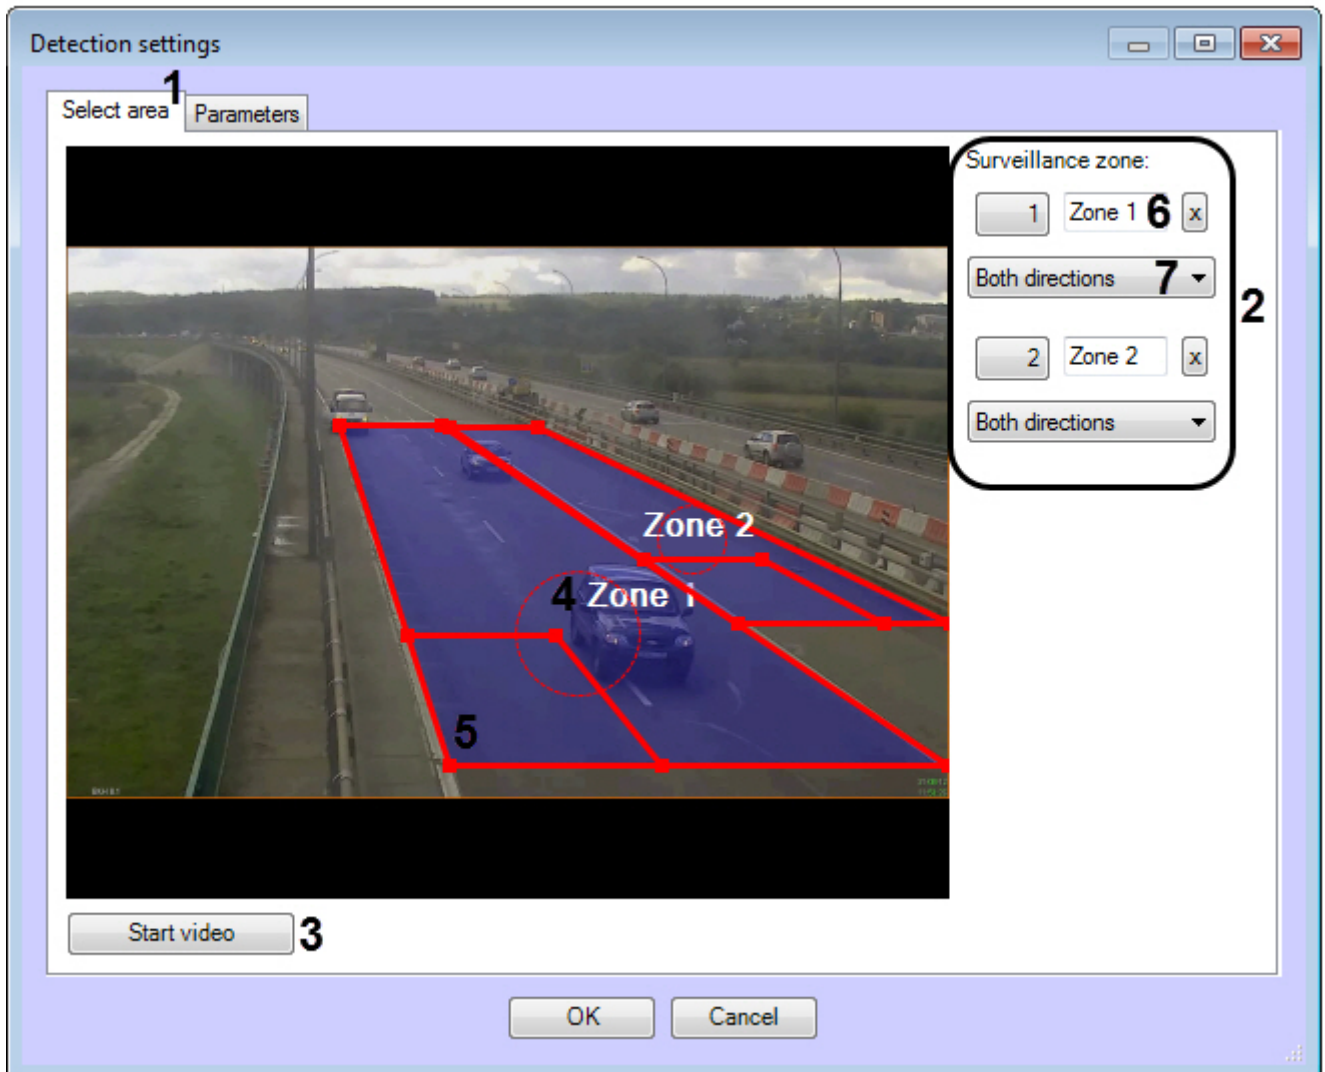 Detection settings
1
Select area
Parameters
Surveillance zone:
1 Zone 1 6 x
Both directions 7
2
2 Zone 2 x
Both directions
Zone 2
4 Zone 1
5
Start video 3
OK Cancel